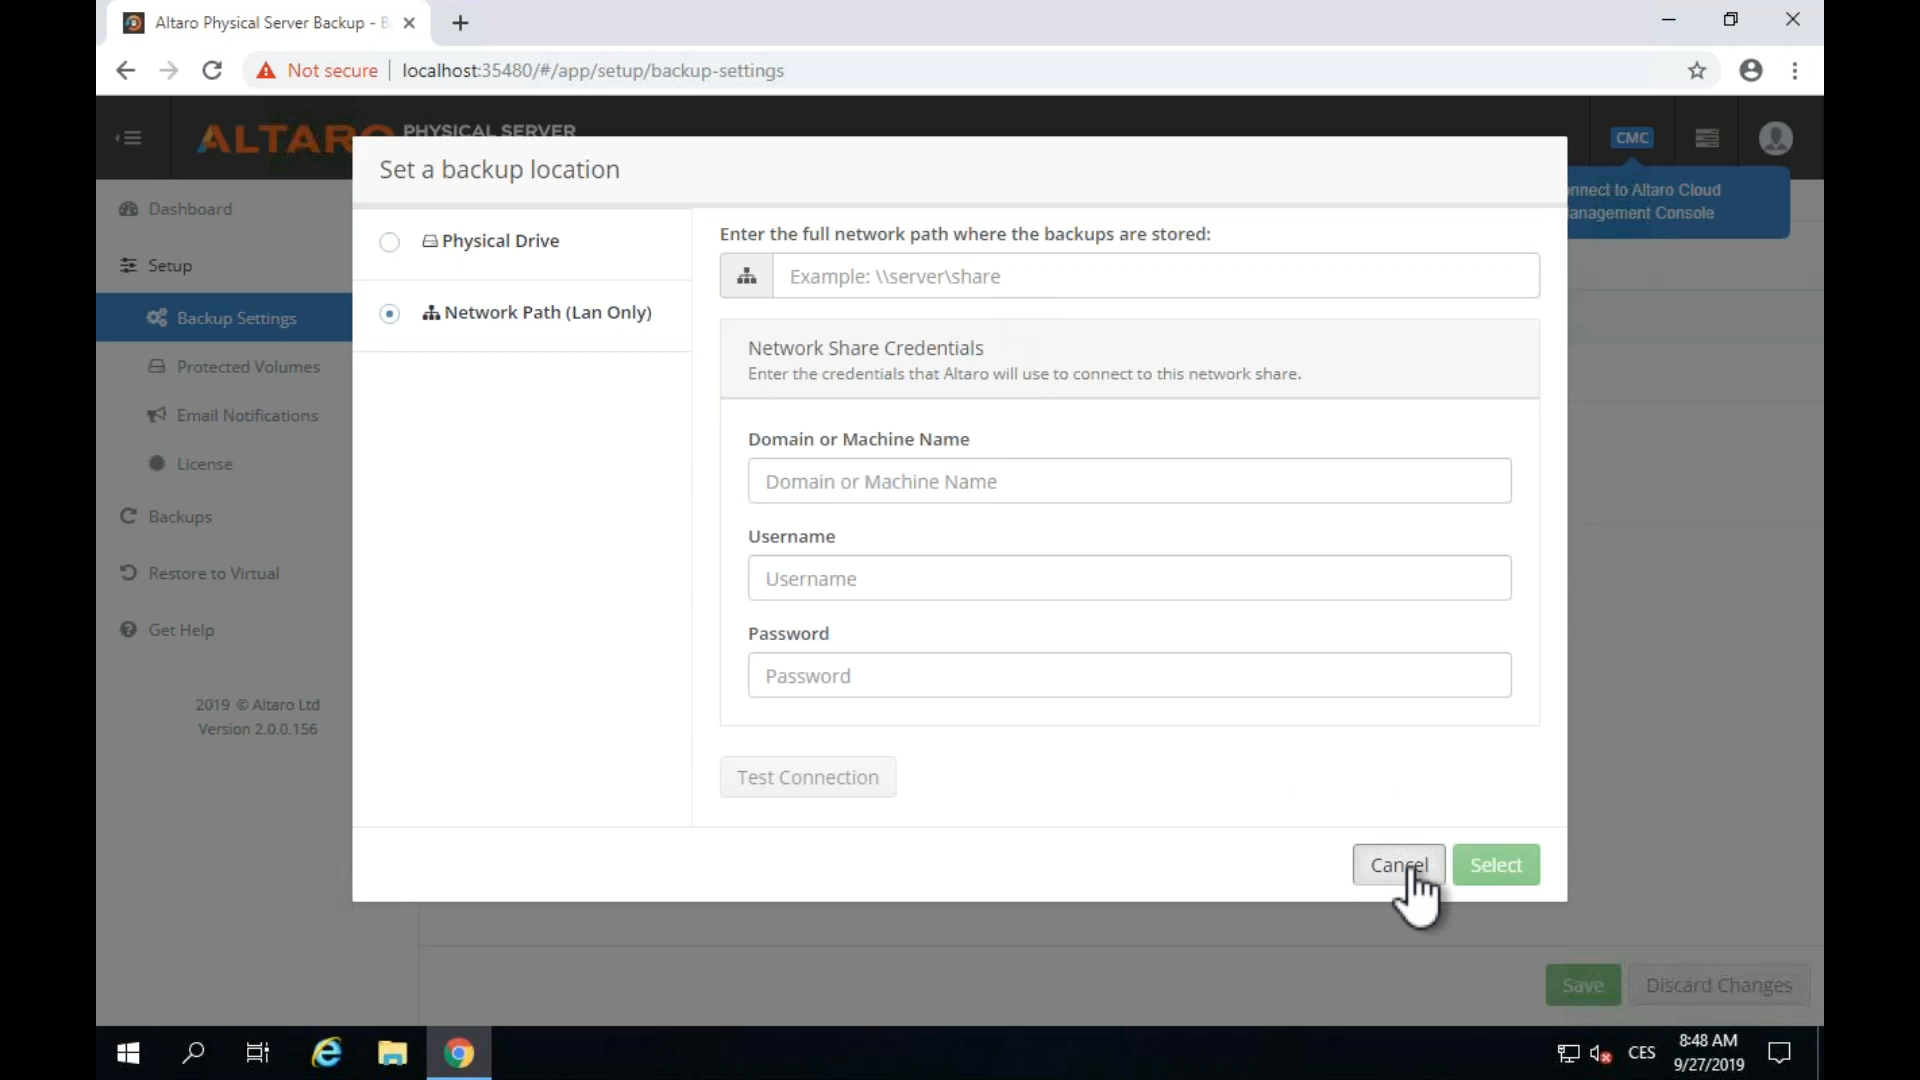 Altaro Physical Server Backup - B
Not secure
localhost:35480/#/app/setup/backup-settings
ALTARO PHYSICAL SERVER
CMC
Set a backup location
nnect to Altaro Cloud
anagement Console
Dashboard
Setup
Backup Settings
Protected Volumes
Email Notifications
License
Backups
Restore to Virtual
Get Help
2019 © Altaro Ltd
Version 2.0.0.156
Physical Drive
Network Path (Lan Only)
Enter the full network path where the backups are stored:
Example: \\server\share
Network Share Credentials
Enter the credentials that Altaro will use to connect to this network share.
Domain or Machine Name
Domain or Machine Name
Username
Username
Password
Password
Test Connection
Cancel
Select
Save
Discard Changes
CES
8:48 AM
9/27/2019